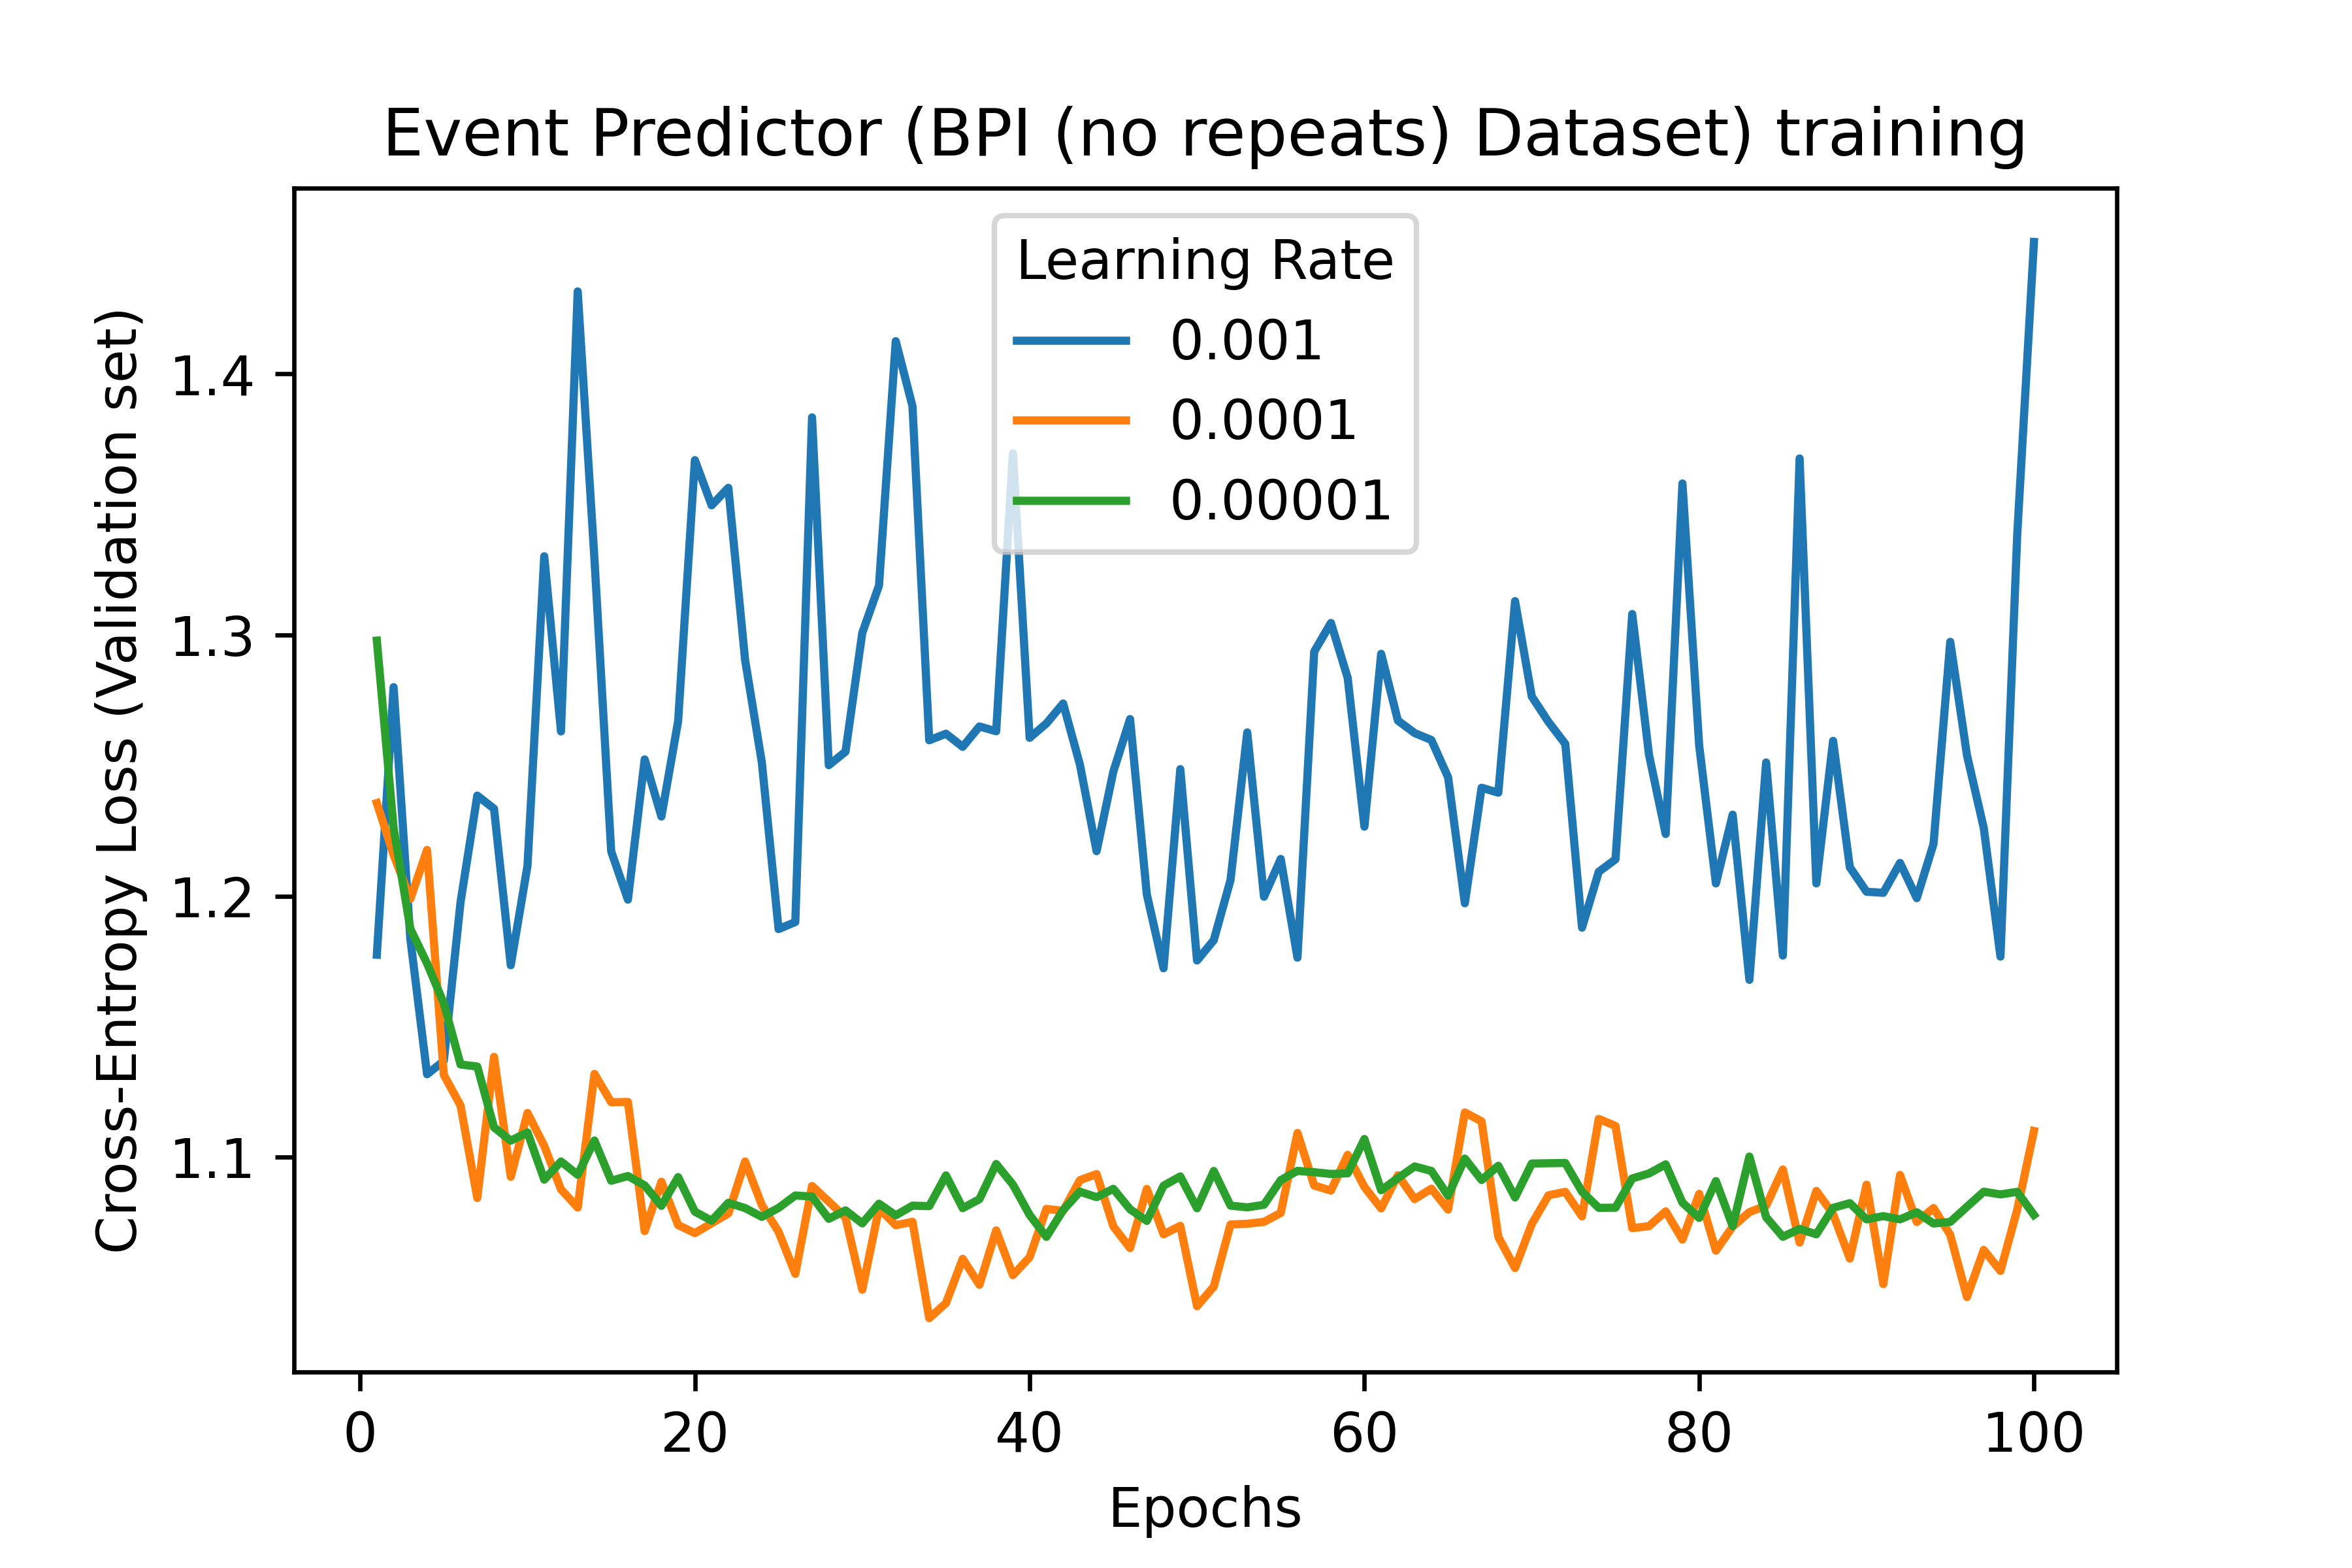 Event Predictor (BPI (no repeats) Dataset) training
Cross-Entropy Loss (Validation set)
1.4
1.3
1.2
1.1
Learning Rate
0.001
0.0001
0.00001
0 20 40 60 80 100
Epochs